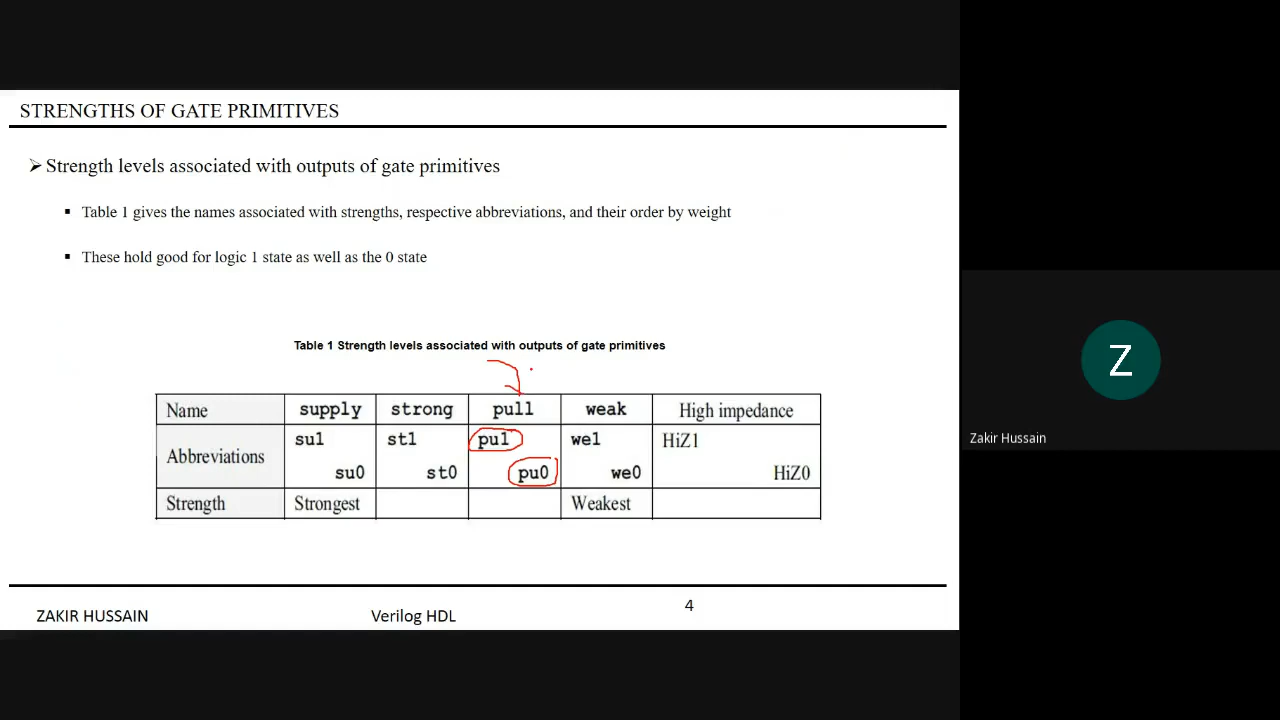 STRENGTHS OF GATE PRIMITIVES
➢ Strength levels associated with outputs of gate primitives
▪ Table 1 gives the names associated with strengths, respective abbreviations, and their order by weight
▪ These hold good for logic 1 state as well as the 0 state
Table 1 Strength levels associated with outputs of gate primitives
Name supply strong pull weak High impedance
Abbreviations su1 su0 st1 st0 pu1 pu0 we1 we0 HiZ1 HiZ0
Strength Strongest Weakest
ZAKIR HUSSAIN Verilog HDL 4
Z
Zakir Hussain